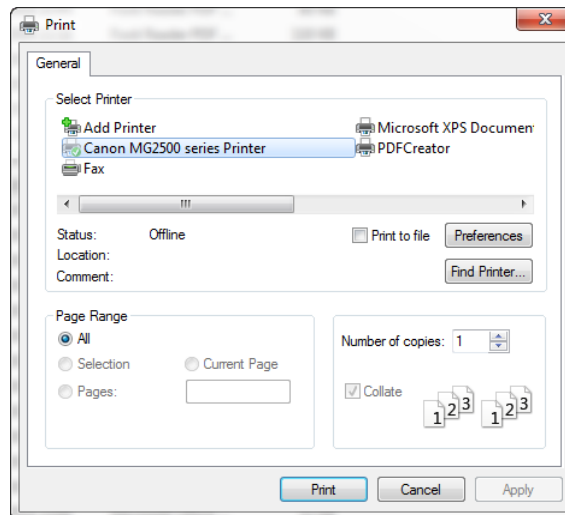 Print
General
Select Printer
Add Printer
Microsoft XPS Documen
Canon MG2500 series Printer
PDFCreator
Fax
Status: Offline
Print to file
Preferences
Location:
Comment:
Find Printer...
Page Range
All
Number of copies: 1
Selection
Current Page
Pages:
Collate
1 2 3 1 2 3
Print Cancel Apply